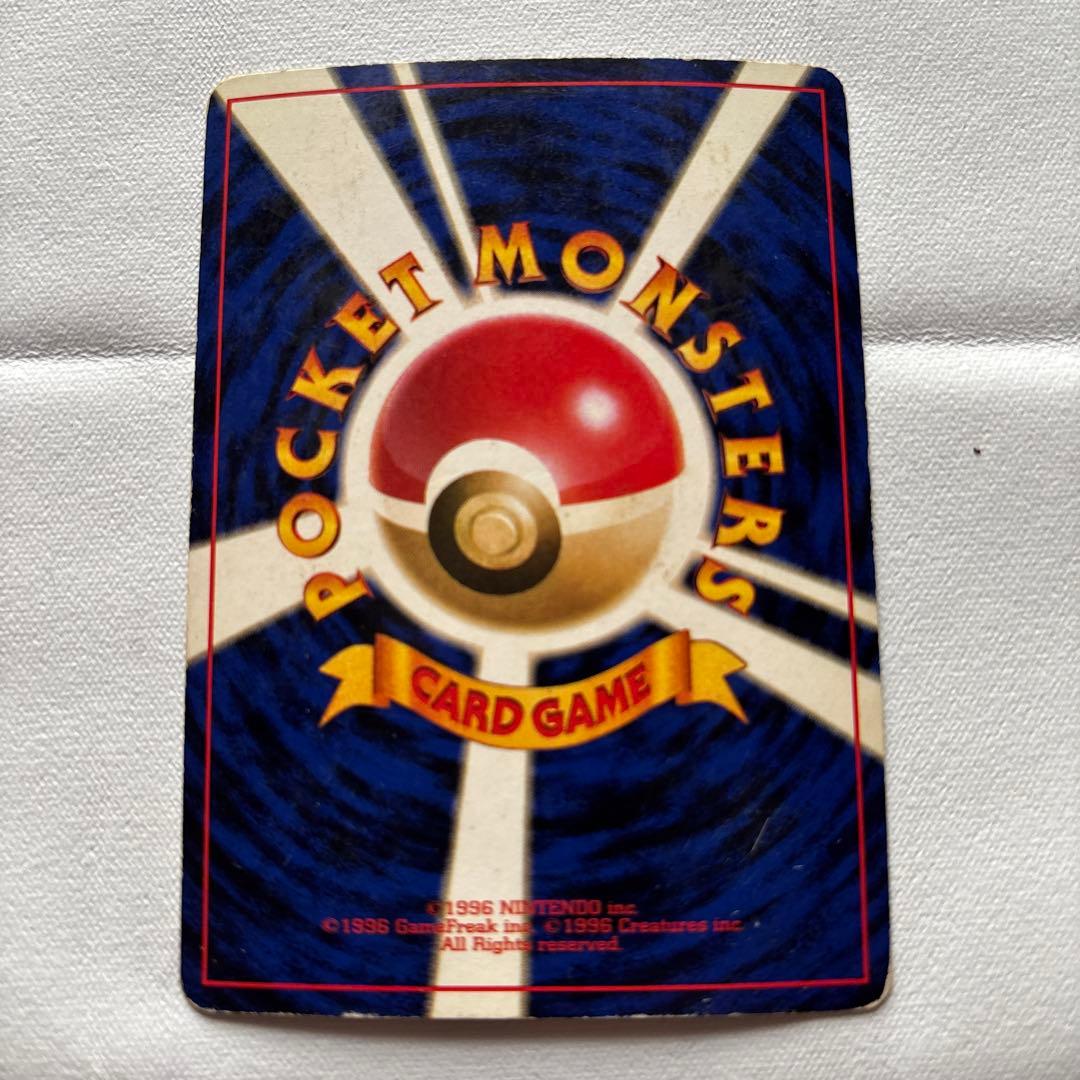 POCKET MONSTERS
CARD GAME
©1996 NINTENDO inc.
©1996 GameFreak inc. ©1996 Creatures inc.
All Rights reserved.